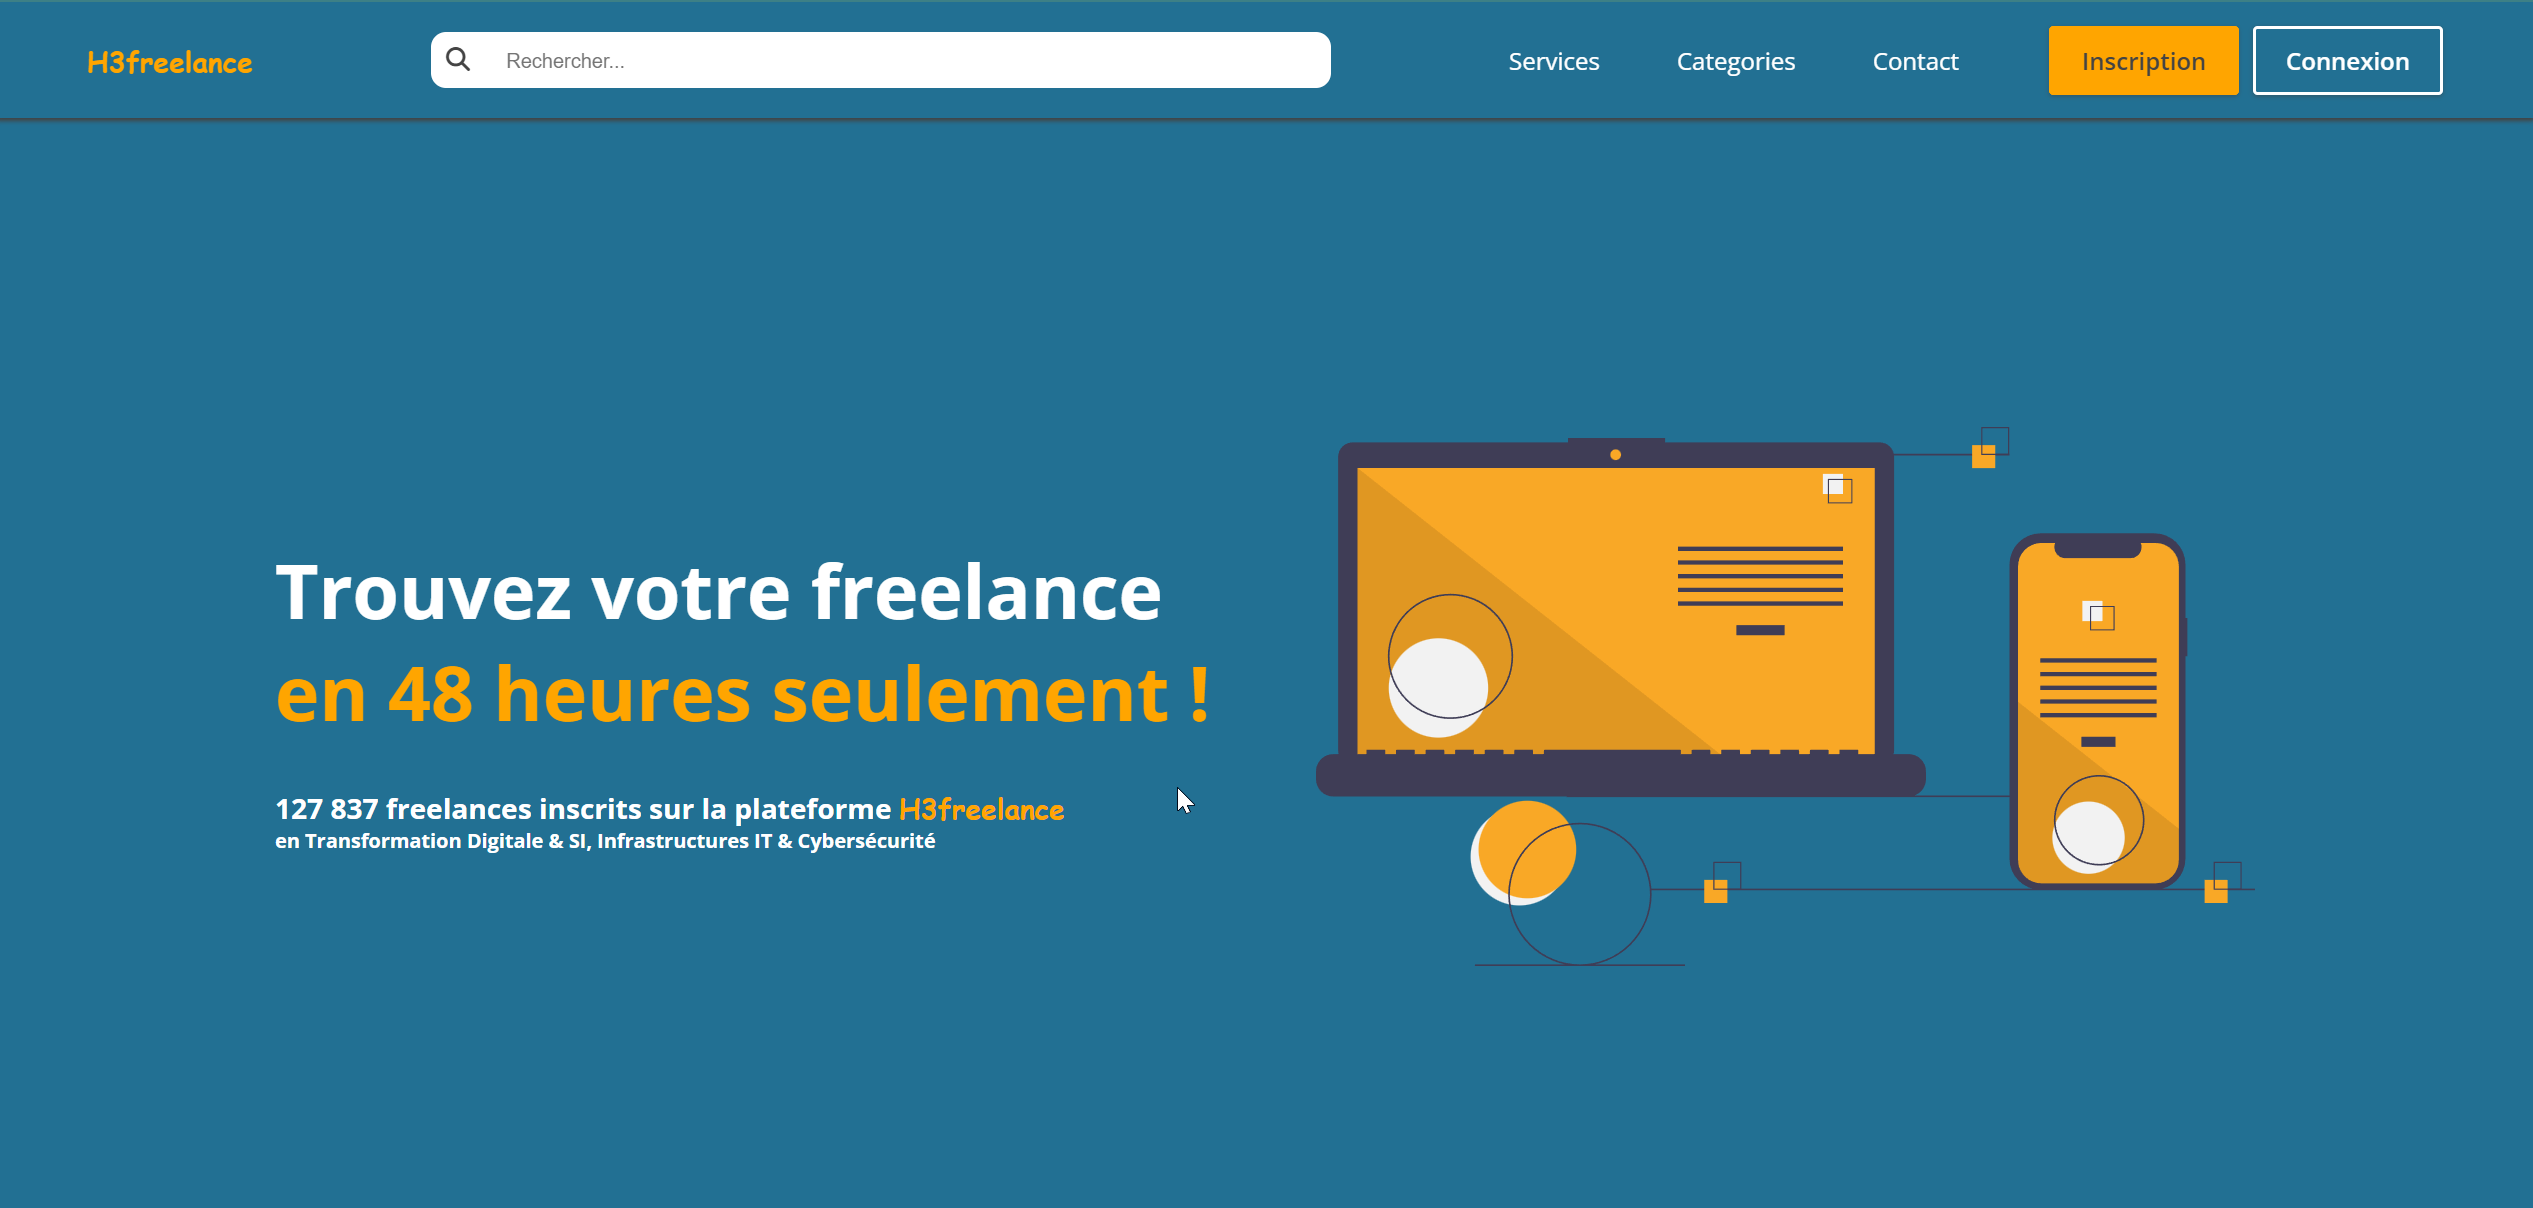 H3freelance
Rechercher...
Services
Categories
Contact
Inscription
Connexion
Trouvez votre freelance
en 48 heures seulement !
127 837 freelances inscrits sur la plateforme H3freelance
en Transformation Digitale & SI, Infrastructures IT & Cybersécurité